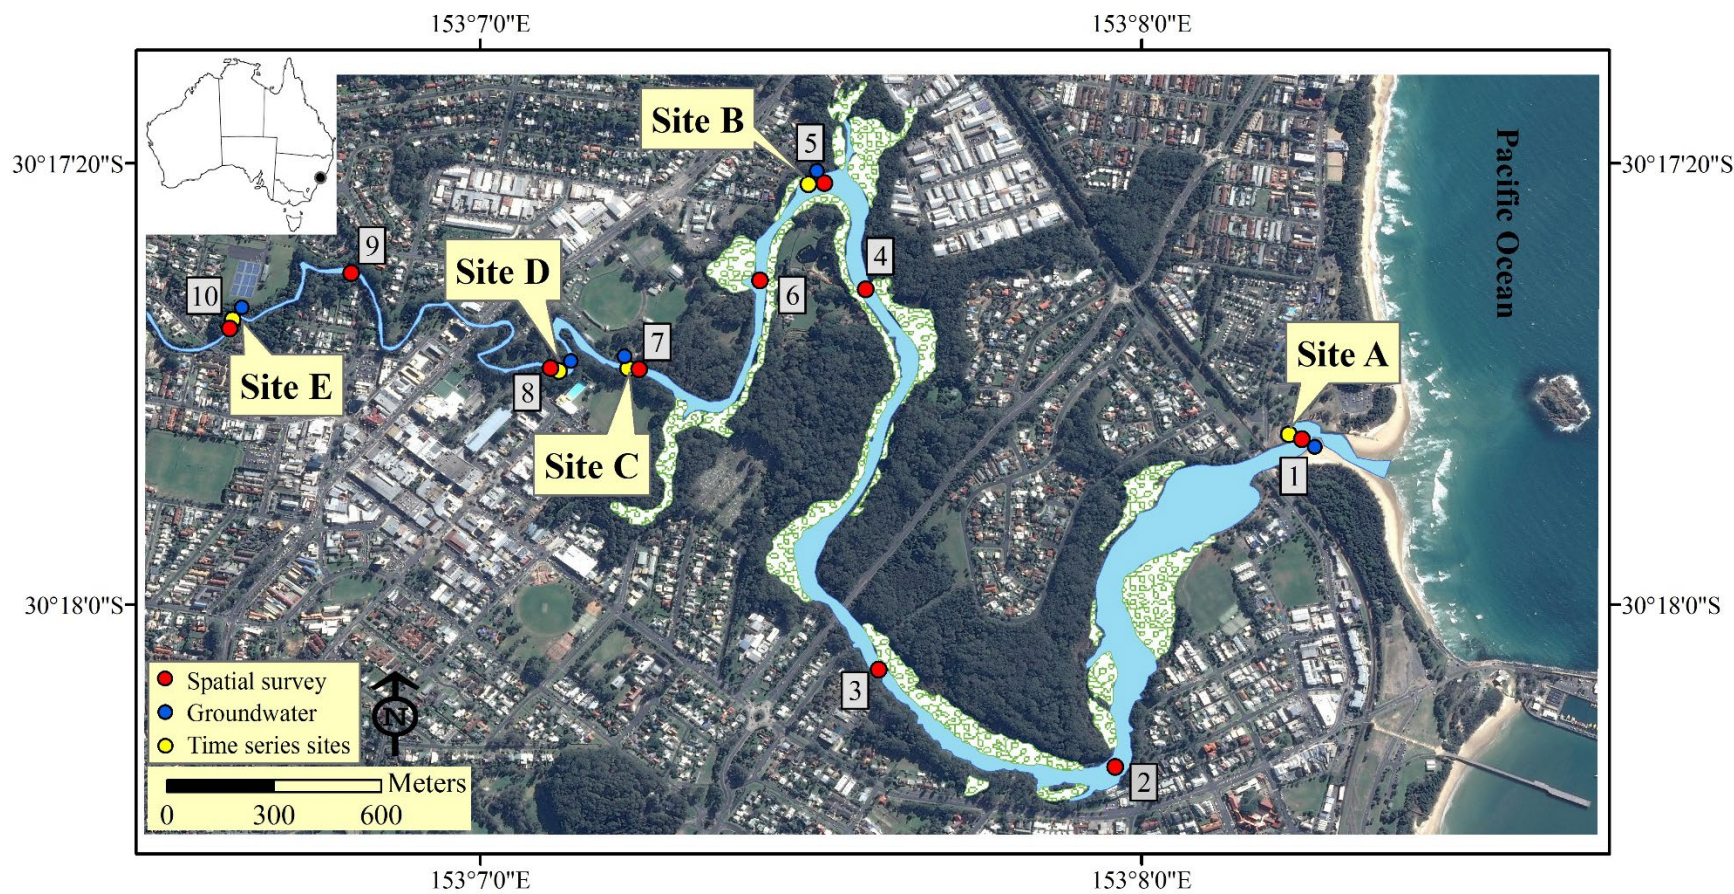 153°7'0"E
153°8'0"E
30°17'20"S
30°17'20"S
Site B
5
Pacific Ocean
9
4
Site D
10
6
7
Site A
Site E
8
Site C
1
30°18'0"S
30°18'0"S
3
2
Spatial survey
Groundwater
Time series sites
N
Meters
0 300 600
153°7'0"E
153°8'0"E